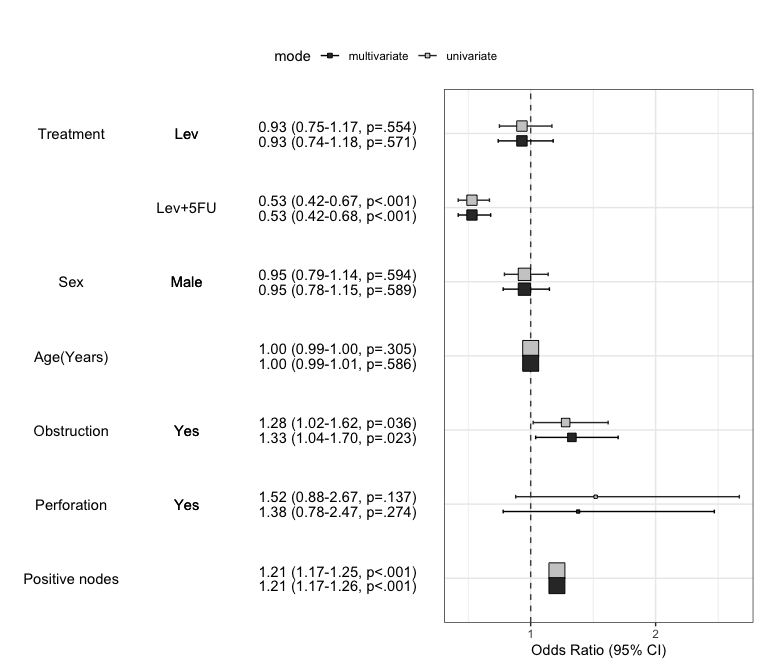 mode multivariate univariate
Treatment Lev 0.93 (0.75-1.17, p=.554)
0.93 (0.74-1.18, p=.571)
Lev+5FU 0.53 (0.42-0.67, p<.001)
0.53 (0.42-0.68, p<.001)
Sex Male 0.95 (0.79-1.14, p=.594)
0.95 (0.78-1.15, p=.589)
Age(Years) 1.00 (0.99-1.00, p=.305)
1.00 (0.99-1.01, p=.586)
Obstruction Yes 1.28 (1.02-1.62, p=.036)
1.33 (1.04-1.70, p=.023)
Perforation Yes 1.52 (0.88-2.67, p=.137)
1.38 (0.78-2.47, p=.274)
Positive nodes 1.21 (1.17-1.25, p<.001)
1.21 (1.17-1.26, p<.001)
1 2
Odds Ratio (95% CI)